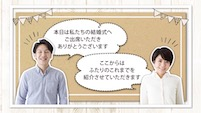 本日は私たちの結婚式へ
ご出席いただき
ありがとうございます
ここからは
ふたりのこれまでを
紹介させていただきます